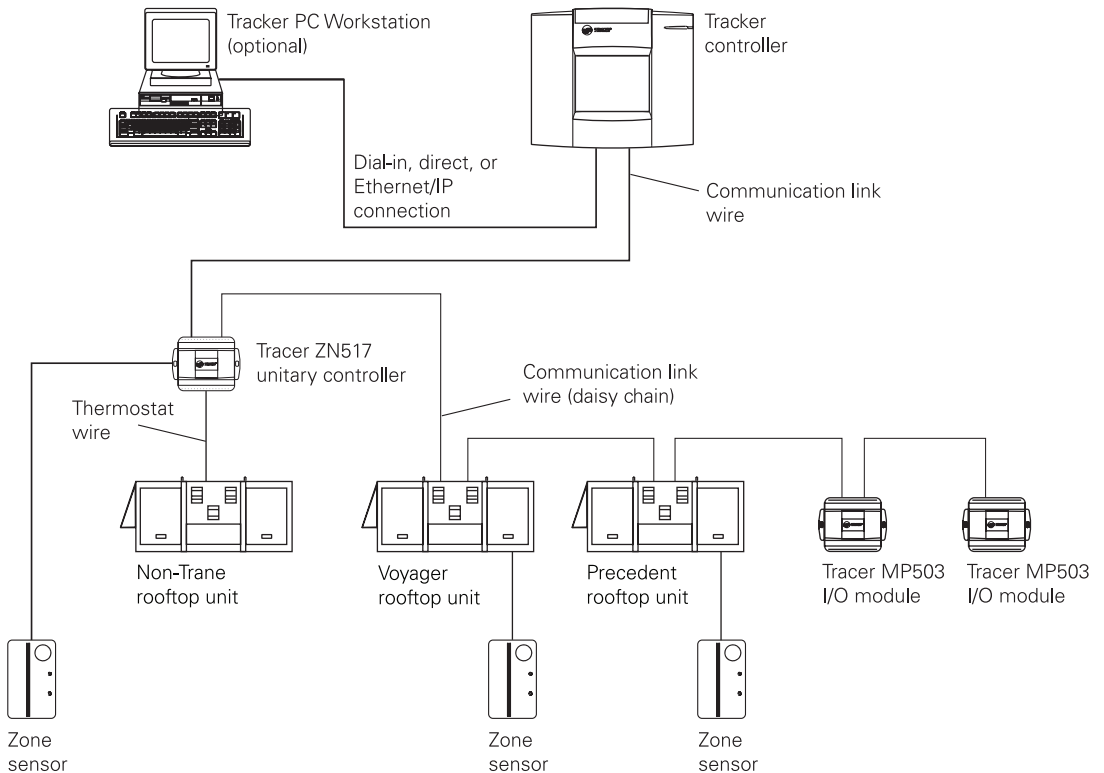 Tracker PC Workstation
(optional)
Tracker
controller
Dial-in, direct, or
Ethernet/IP
connection
Communication link
wire
Tracer ZN517
unitary controller
Communication link
wire (daisy chain)
Thermostat
wire
Non-Trane
rooftop unit
Voyager
rooftop unit
Precedent
rooftop unit
Tracer MP503
I/O module
Tracer MP503
I/O module
Zone
sensor
Zone
sensor
Zone
sensor